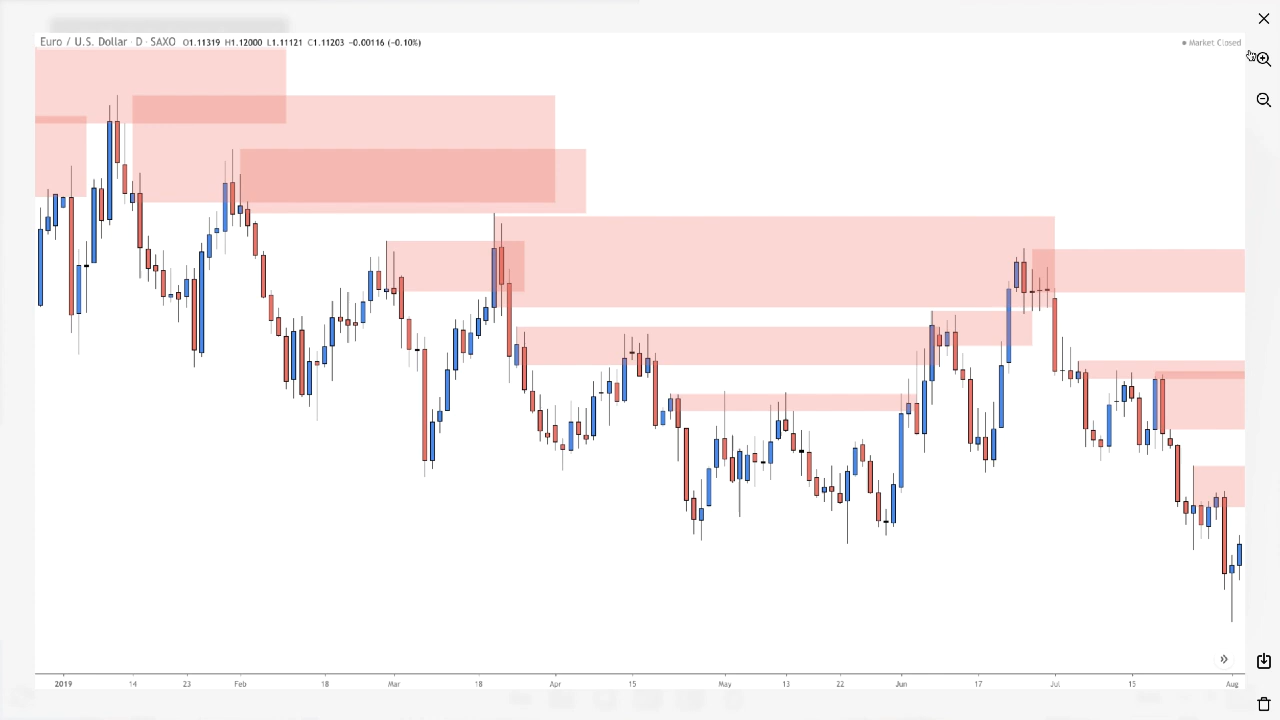 Euro / U.S. Dollar · D · SAXO O1.11319 H1.12000 L1.11121 C1.11203 −0.00116 (−0.10%)
Market Closed
2019 14 23 Feb 18 Mar 18 Apr 15 May 13 22 Jun 17 Jul 15 Aug